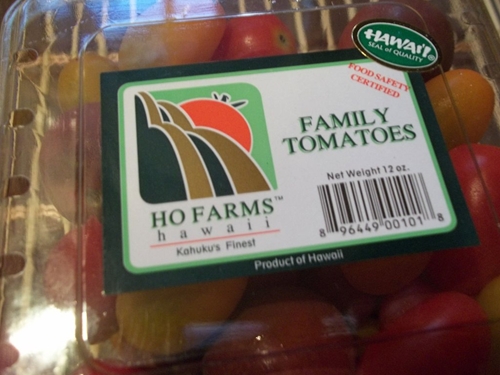 HAWAI'I
SEAL of QUALITY
FOOD SAFETY
CERTIFIED
FAMILY
TOMATOES
Net Weight 12 oz.
8 96449 00101 8
HO FARMS™
hawaii
Kahuku's Finest
Product of Hawaii